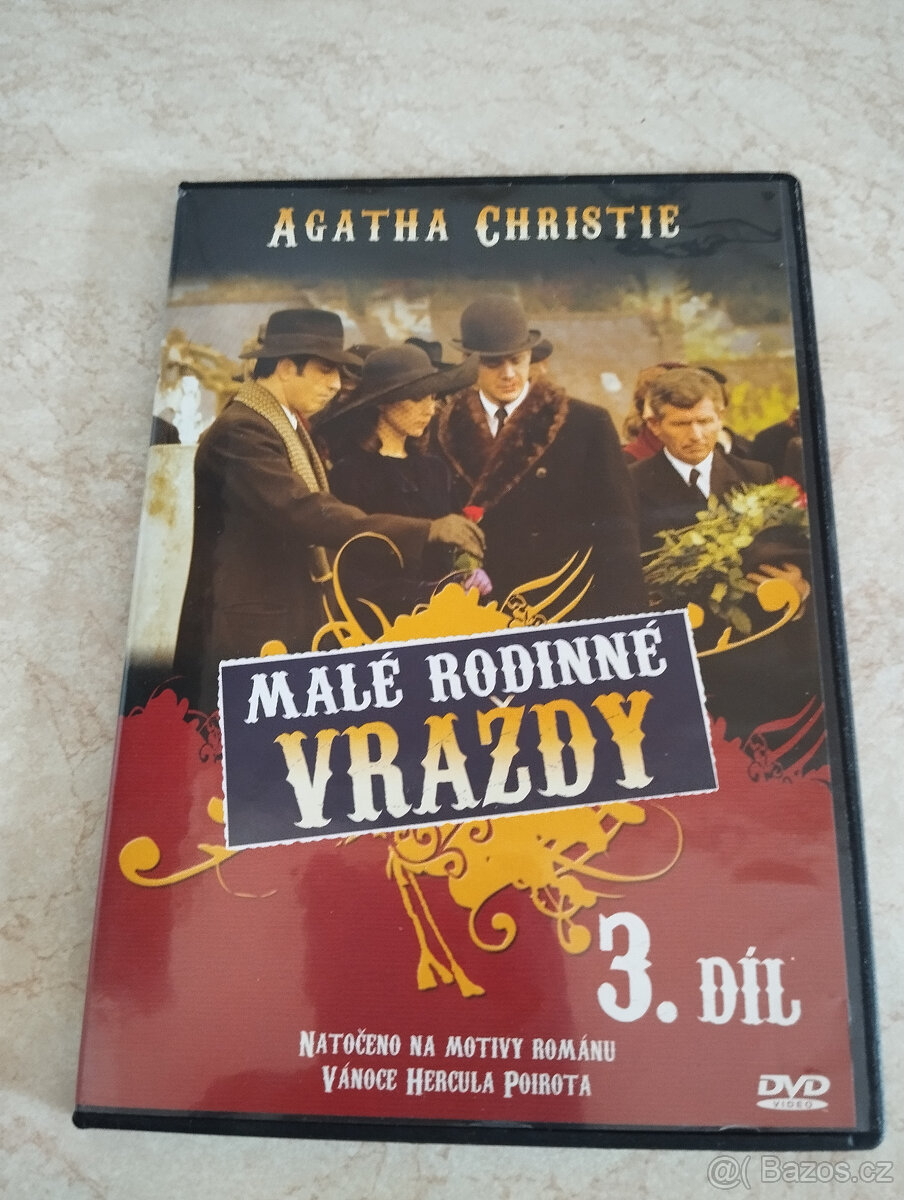 AGATHA CHRISTIE
MALÉ RODINNÉ
VRAŽDY
3. DÍL
NATOČENO NA MOTIVY ROMÁNU
VÁNOCE HERCULA POIROTA
DVD
VIDEO
@( Bazos.cz